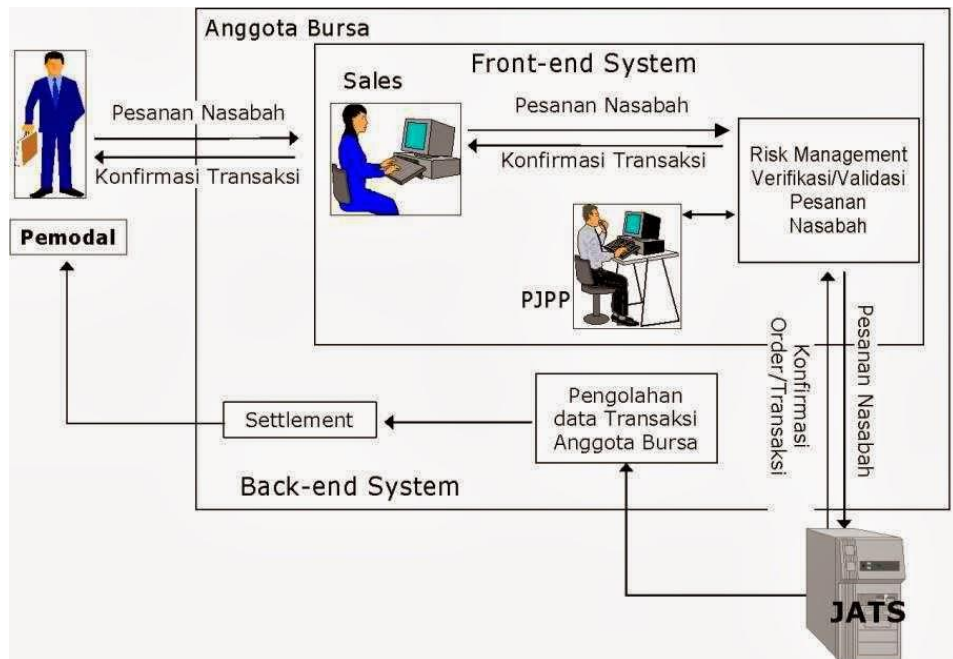 Anggota Bursa
Front-end System
Sales
Pesanan Nasabah
Konfirmasi Transaksi
Pemodal
Pesanan Nasabah
Konfirmasi Transaksi
Risk Management
Verifikasi/Validasi
Pesanan
Nasabah
PJPP
Konfirmasi
Order/Transaksi
Pesanan Nasabah
Pengolahan
data Transaksi
Anggota Bursa
Settlement
Back-end System
JATS